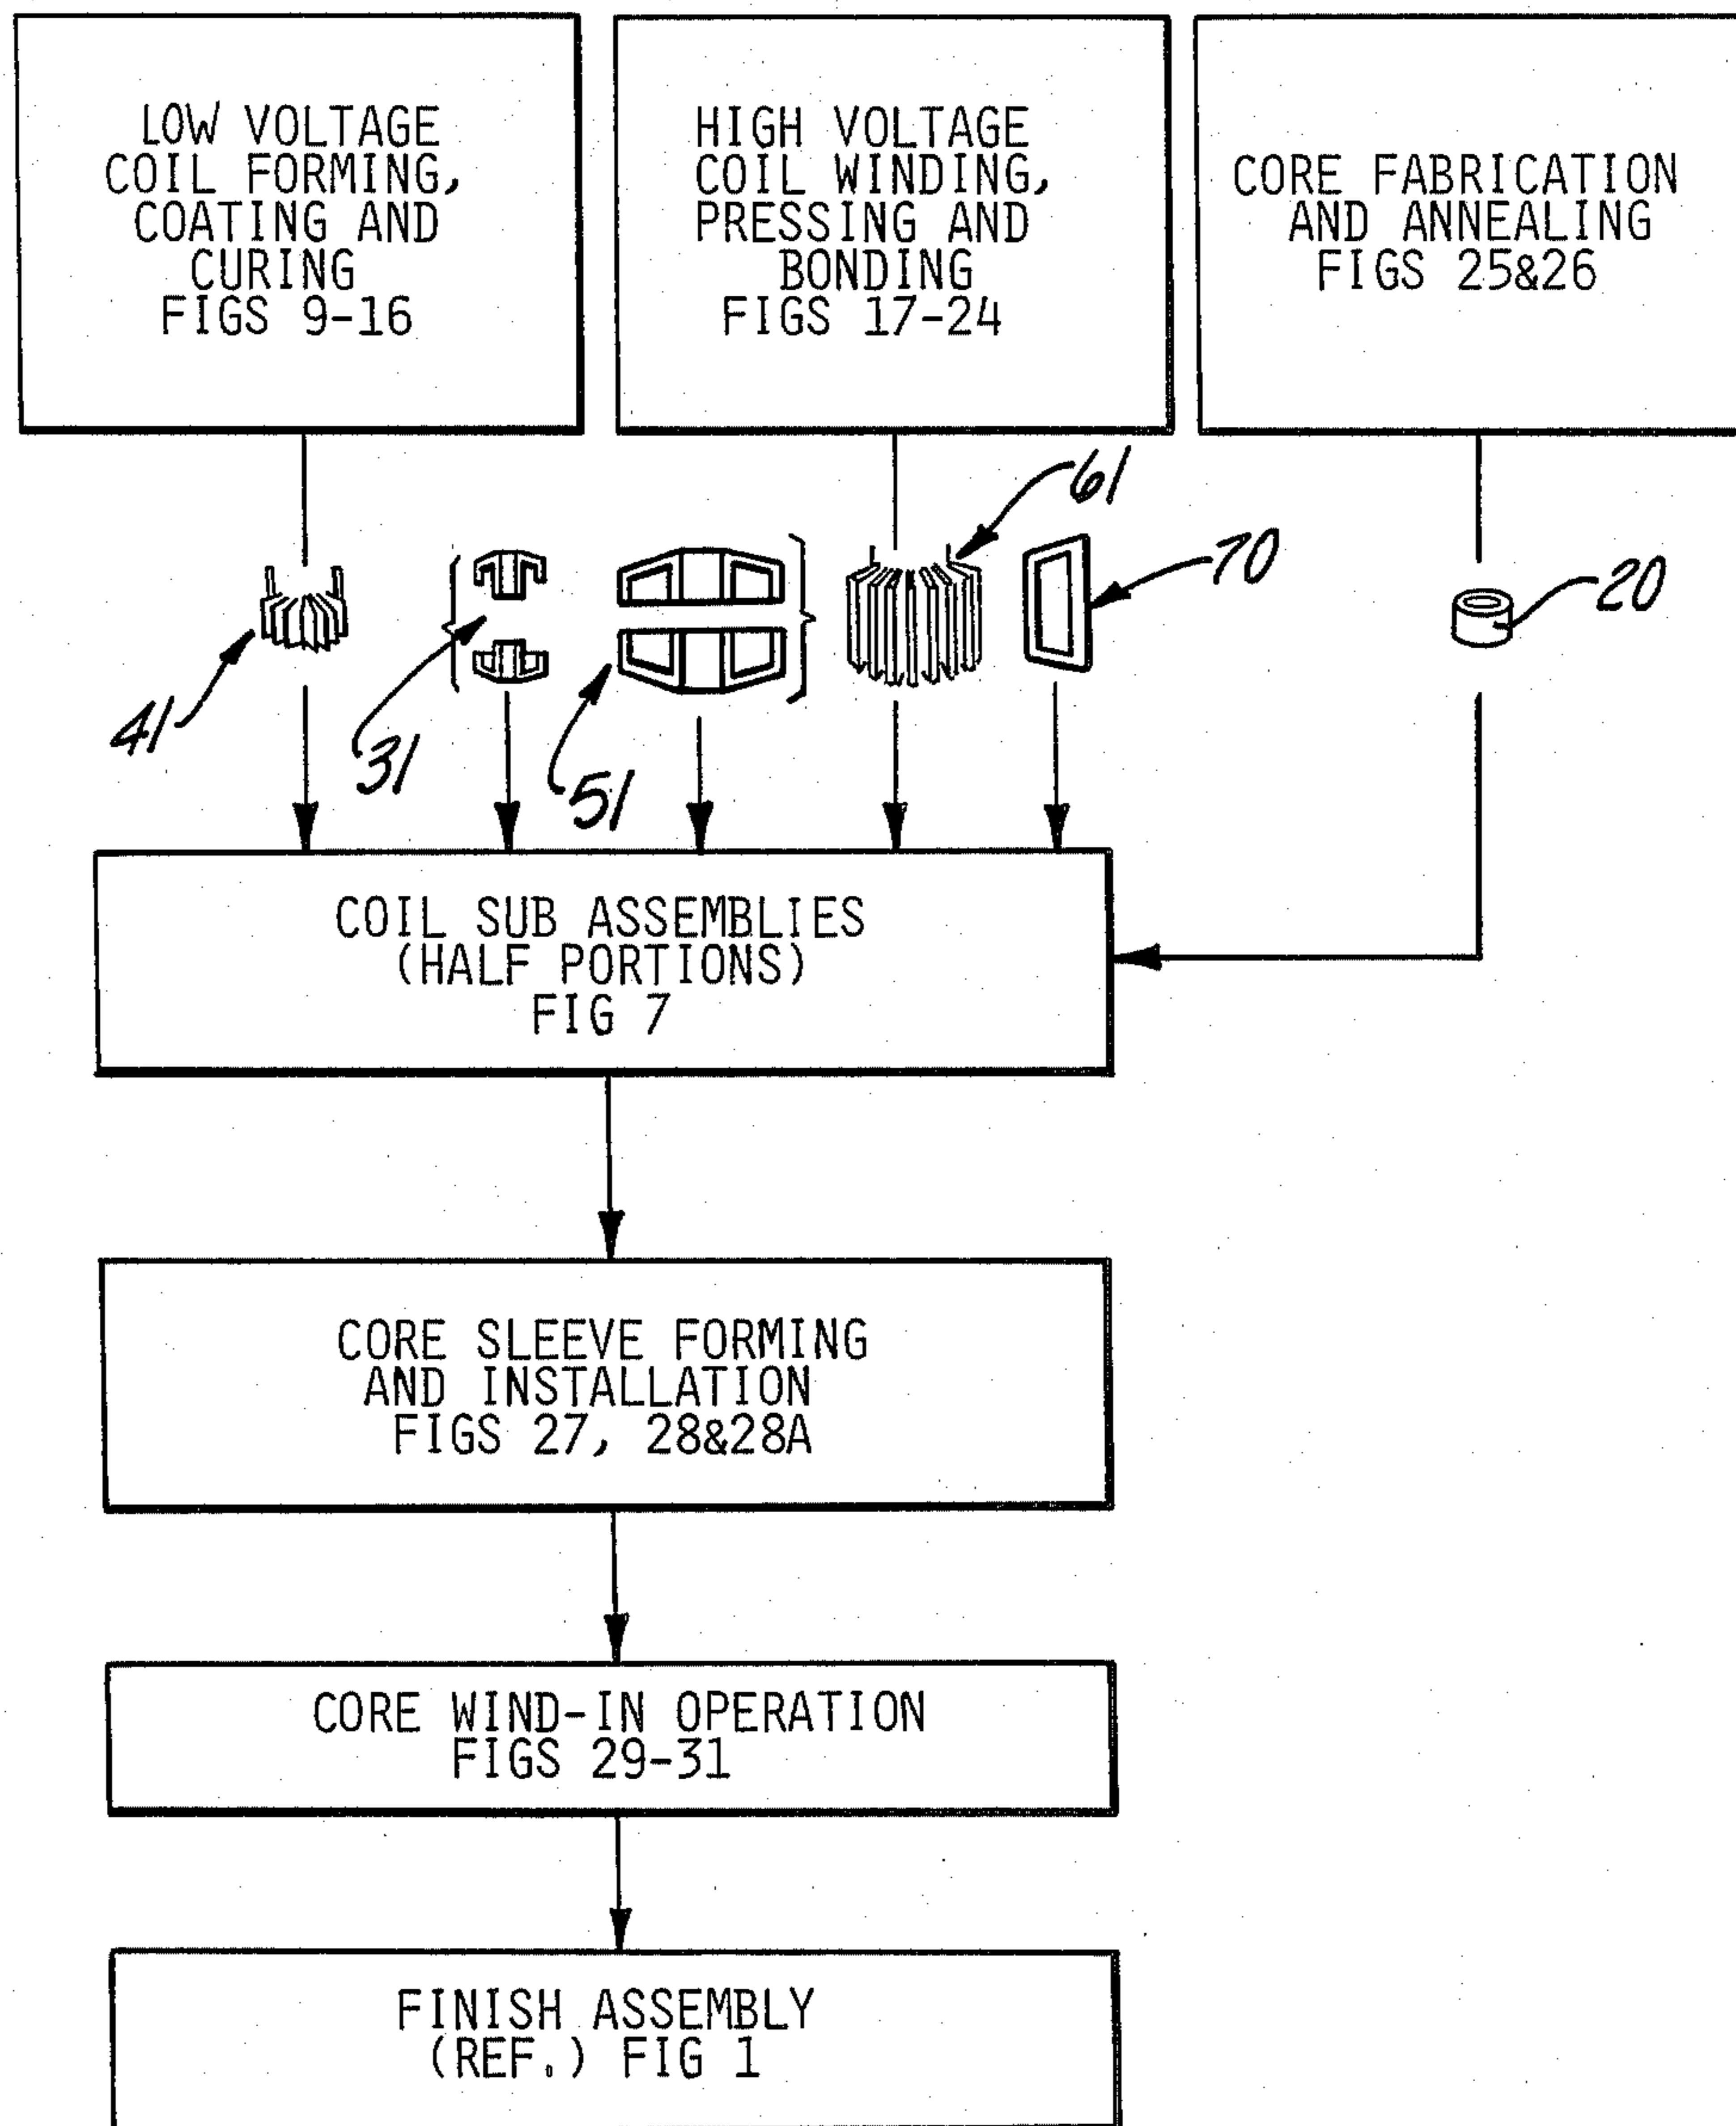 LOW VOLTAGE
COIL FORMING,
COATING AND
CURING
FIGS 9-16
HIGH VOLTAGE
COIL WINDING,
PRESSING AND
BONDING
FIGS 17-24
CORE FABRICATION
AND ANNEALING
FIGS 25&26
61
70
20
41
31
51
COIL SUB ASSEMBLIES
(HALF PORTIONS)
FIG 7
CORE SLEEVE FORMING
AND INSTALLATION
FIGS 27, 28&28A
CORE WIND-IN OPERATION
FIGS 29-31
FINISH ASSEMBLY
(REF.) FIG 1